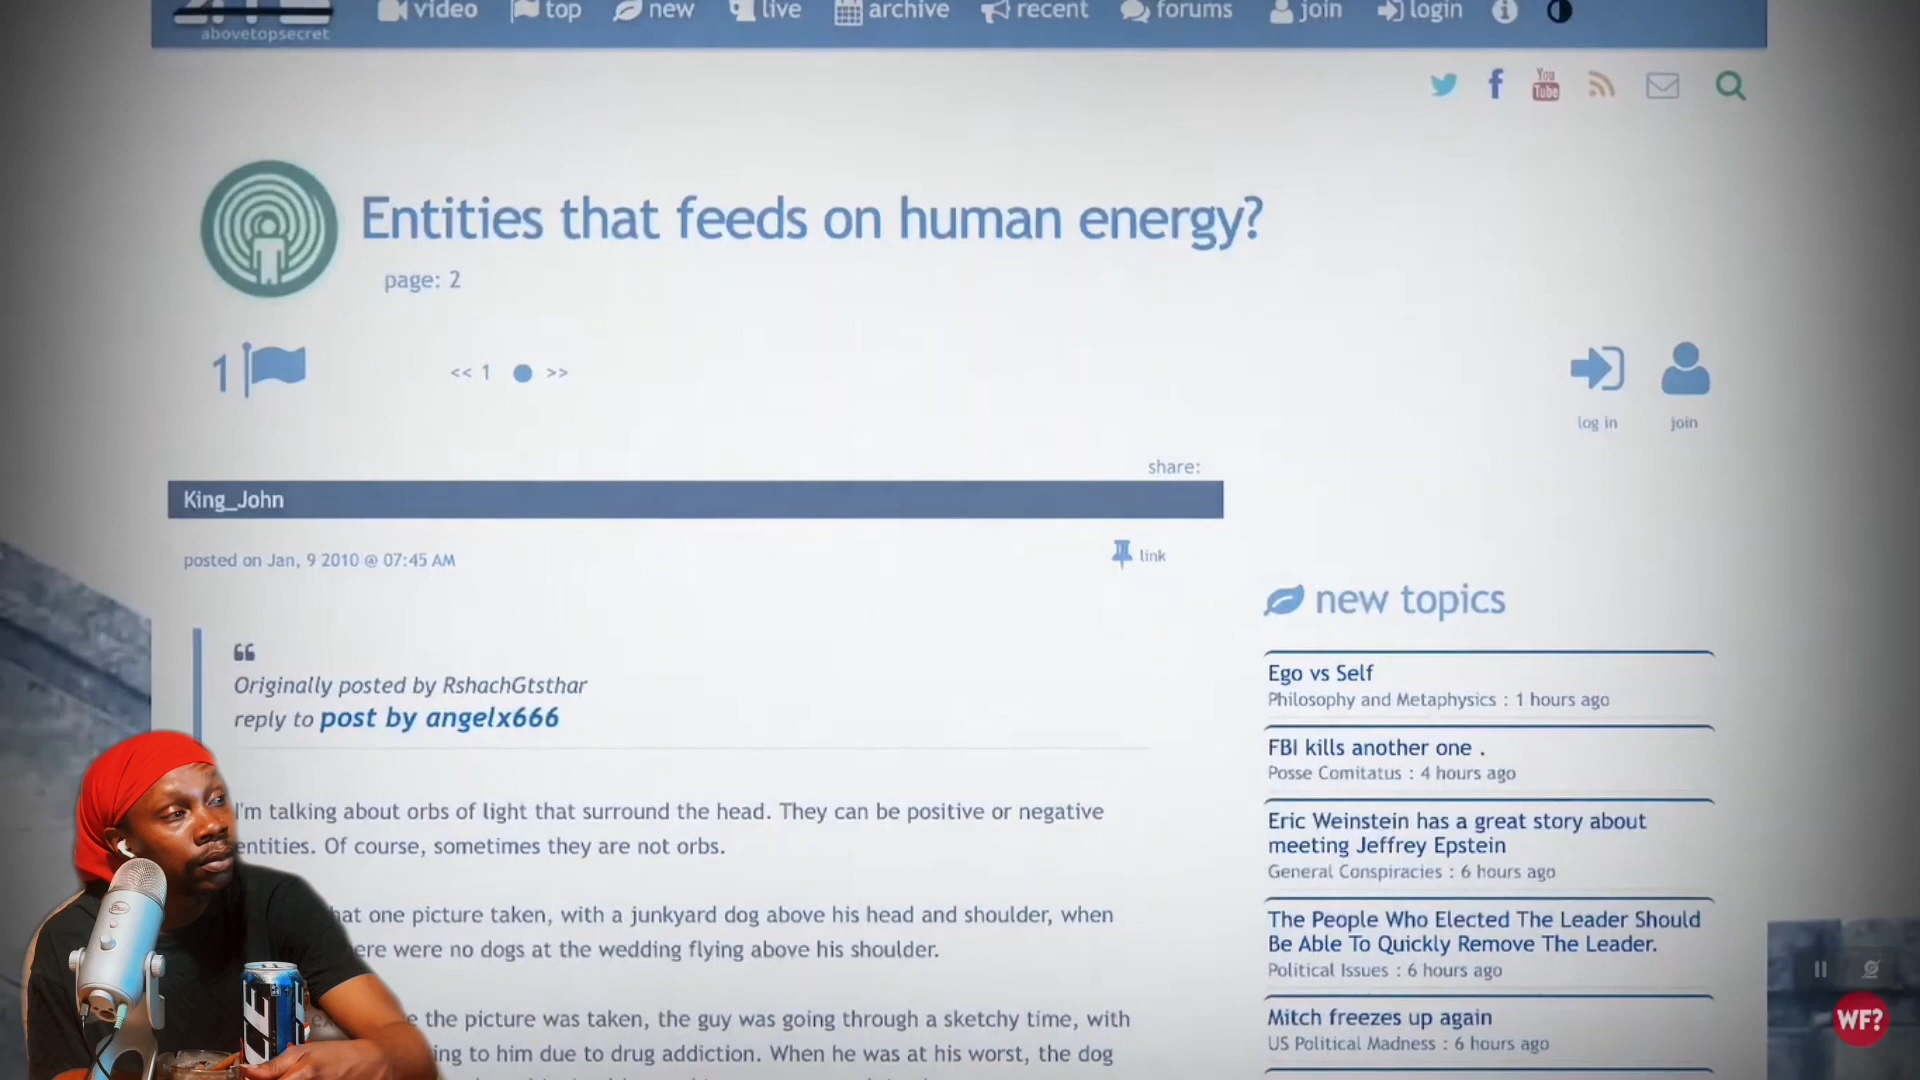 video top new live archive recent forums join login
abovetopsecret
You
Tube
Entities that feeds on human energy?
page: 2
1
<< 1 >>
log in join
share:
King_John
posted on Jan, 9 2010 @ 07:45 AM
link
new topics
Originally posted by RshachGtsthar
reply to post by angelx666
I'm talking about orbs of light that surround the head. They can be positive or negative
entities. Of course, sometimes they are not orbs.
one picture taken, with a junkyard dog above his head and shoulder, when
were no dogs at the wedding flying above his shoulder.
the picture was taken, the guy was going through a sketchy time, with
to him due to drug addiction. When he was at his worst, the dog
Ego vs Self
Philosophy and Metaphysics : 1 hours ago
FBI kills another one .
Posse Comitatus : 4 hours ago
Eric Weinstein has a great story about
meeting Jeffrey Epstein
General Conspiracies : 6 hours ago
The People Who Elected The Leader Should
Be Able To Quickly Remove The Leader.
Political Issues : 6 hours ago
Mitch freezes up again
US Political Madness : 6 hours ago
WF?